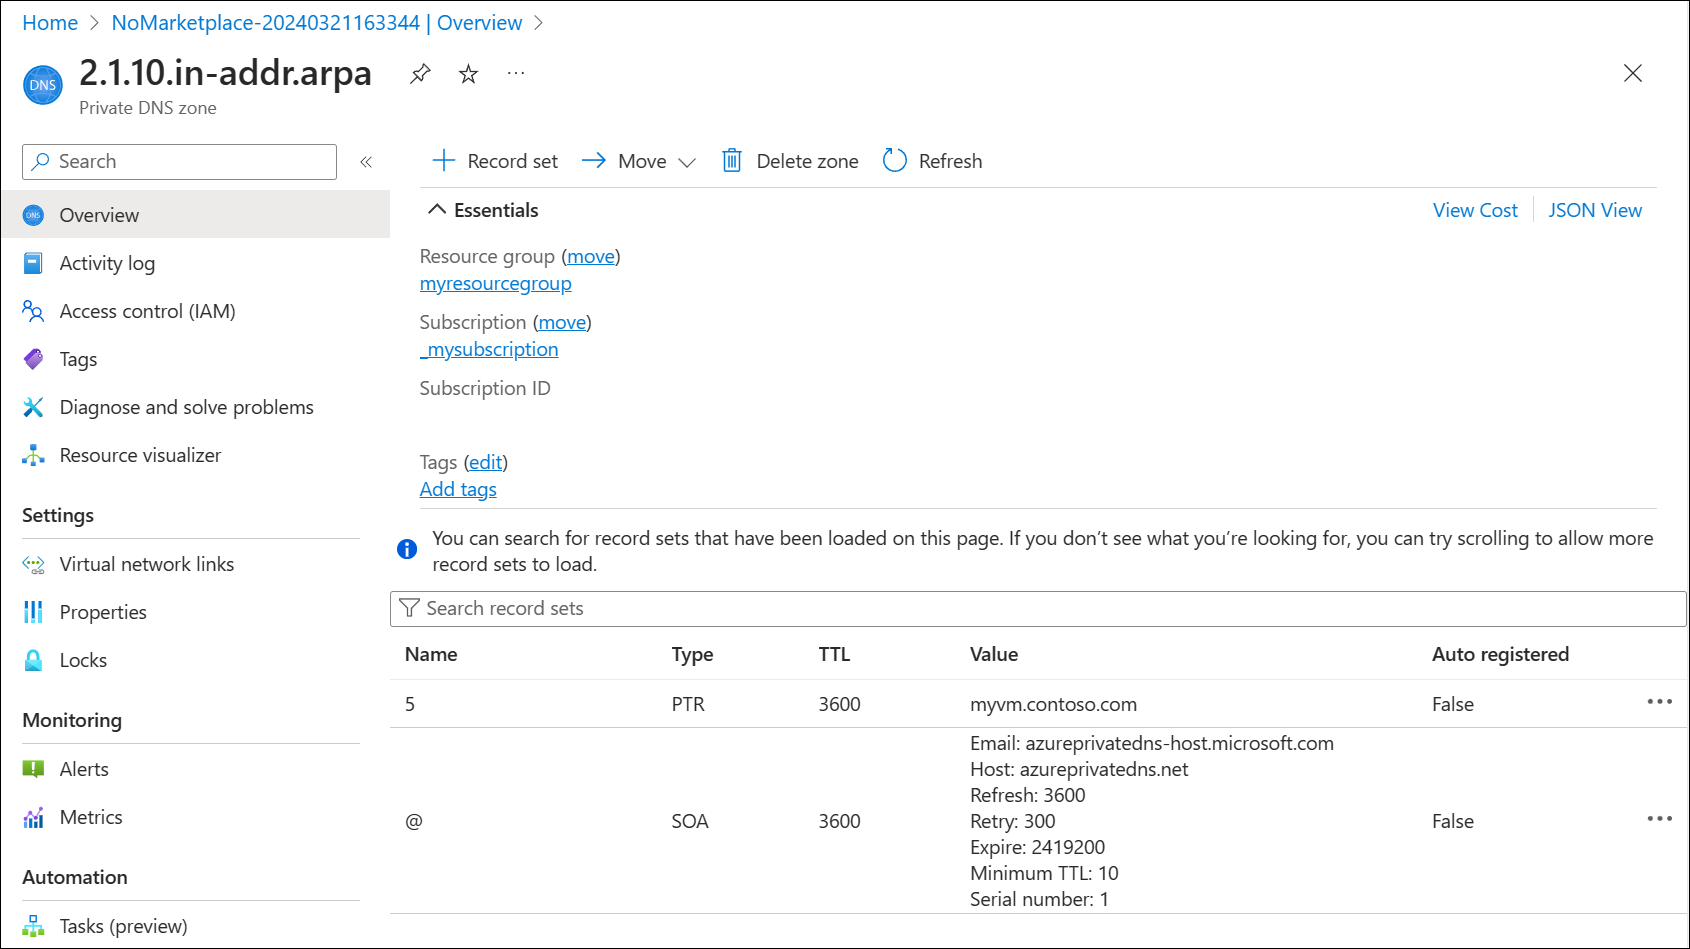 Home > NoMarketplace-20240321163344 | Overview >
DNS
2.1.10.in-addr.arpa
Private DNS zone
Search
Overview
Activity log
Access control (IAM)
Tags
Diagnose and solve problems
Resource visualizer
Settings
Virtual network links
Properties
Locks
Monitoring
Alerts
Metrics
Automation
Tasks (preview)
Record set Move Delete zone Refresh
Essentials
View Cost JSON View
Resource group (move)
myresourcegroup
Subscription (move)
_mysubscription
Subscription ID
Tags (edit)
Add tags
You can search for record sets that have been loaded on this page. If you don’t see what you’re looking for, you can try scrolling to allow more
record sets to load.
Search record sets
Name Type TTL Value Auto registered
5 PTR 3600 myvm.contoso.com False
@ SOA 3600
Email: azureprivatedns-host.microsoft.com
Host: azureprivatedns.net
Refresh: 3600
Retry: 300
Expire: 2419200
Minimum TTL: 10
Serial number: 1
False